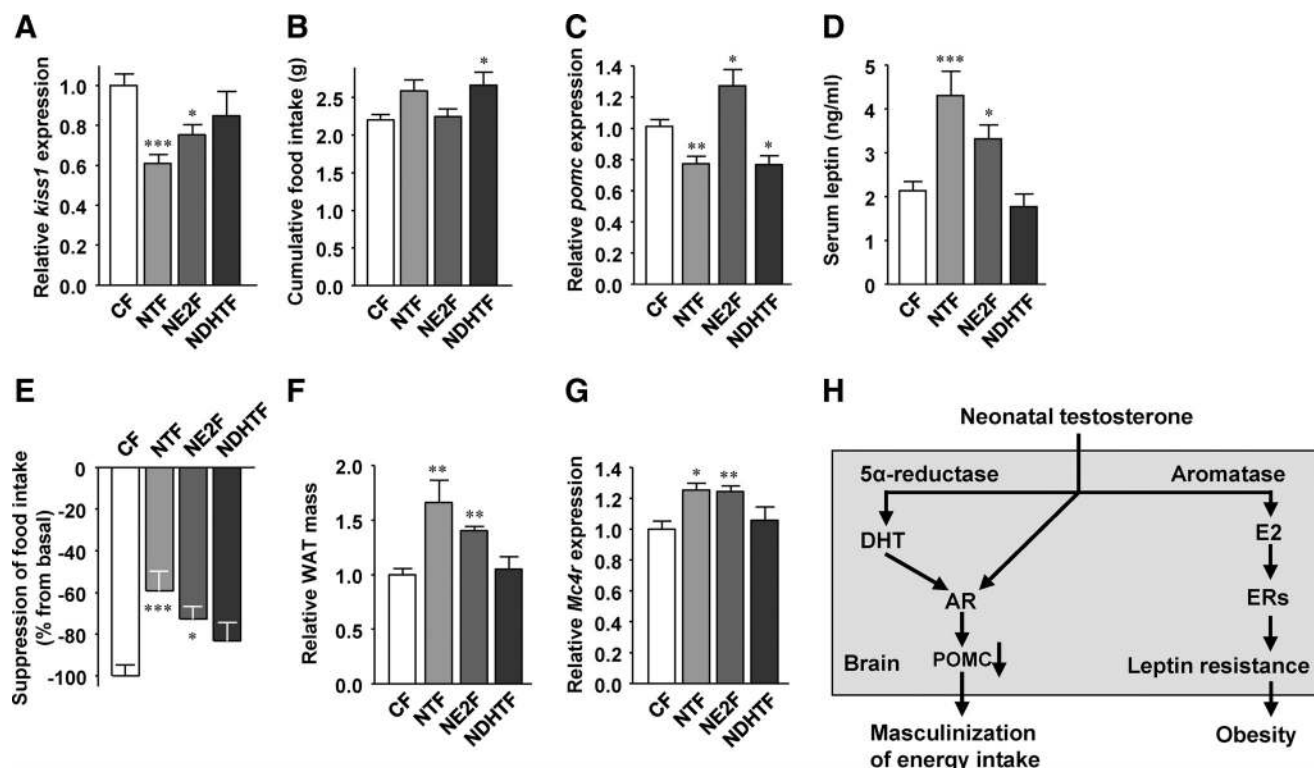 A
Relative kiss1 expression
1.0
0.8
0.6
0.4
0.2
0.0
***
*
CF
NTF
NE2F
NDHTF
B
Cumulative food intake (g)
2.5
2.0
1.5
1.0
0.5
0.0
*
CF
NTF
NE2F
NDHTF
C
Relative pomc expression
1.4
1.2
1.0
0.8
0.6
0.4
0.2
0.0
**
*
*
CF
NTF
NE2F
NDHTF
D
Serum leptin (ng/ml)
5
4
3
2
1
0
***
*
CF
NTF
NE2F
NDHTF
E
Suppression of food intake
(% from basal)
CF
NTF
NE2F
NDHTF
0
-20
-40
-60
-80
-100
***
*
F
Relative WAT mass
2.0
1.5
1.0
0.5
0.0
**
**
CF
NTF
NE2F
NDHTF
G
Relative Mc4r expression
1.4
1.2
1.0
0.8
0.6
0.4
0.2
0.0
*
**
CF
NTF
NE2F
NDHTF
H
Neonatal testosterone
5α-reductase
Aromatase
DHT
E2
AR
ERs
Brain
POMC
Leptin resistance
Masculinization
of energy intake
Obesity